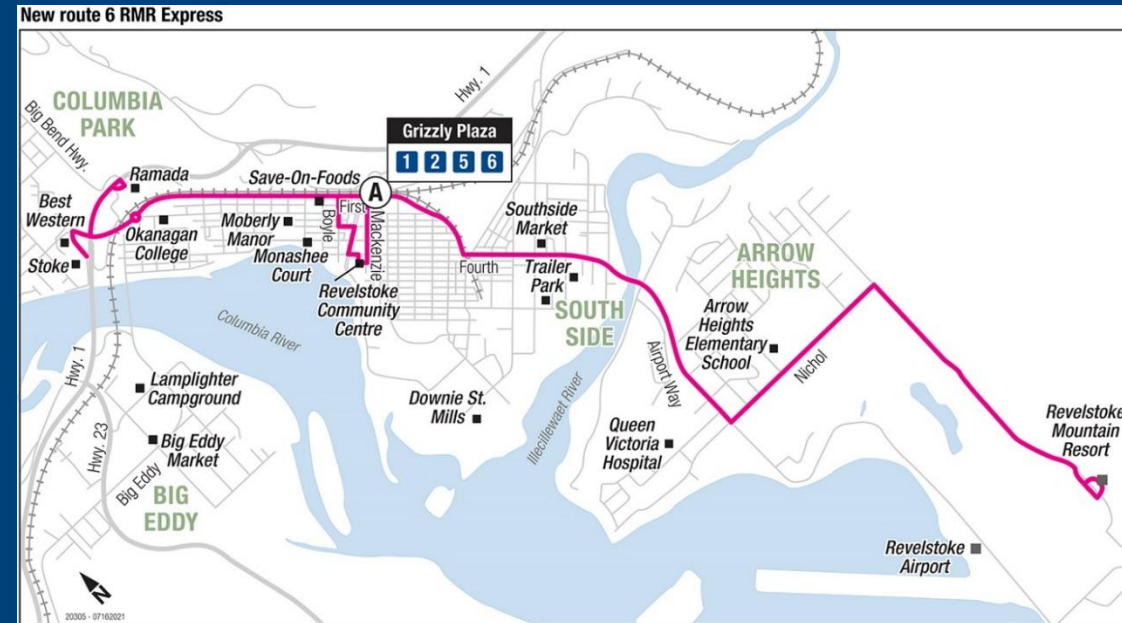 New route 6 RMR Express
COLUMBIA
PARK
Big Bend Hwy.
Hwy. 1
Grizzly Plaza
1 2 5 6
A
Ramada
Save-On-Foods
Best
Western
Stoke
Okanagan
College
Moberly
Manor
Monashee
Court
Boyle
First
Mackenzie
Revelstoke
Community
Centre
Fourth
Southside
Market
Trailer
Park
SOUTH
SIDE
ARROW
HEIGHTS
Arrow
Heights
Elementary
School
Nichol
Airport Way
Columbia River
Illecillewaet River
Hwy. 1
Hwy. 23
Lamplighter
Campground
Big Eddy
Market
Big Eddy
BIG
EDDY
Downie St.
Mills
Queen
Victoria
Hospital
Revelstoke
Mountain
Resort
Revelstoke
Airport
N
20305 - 07162021